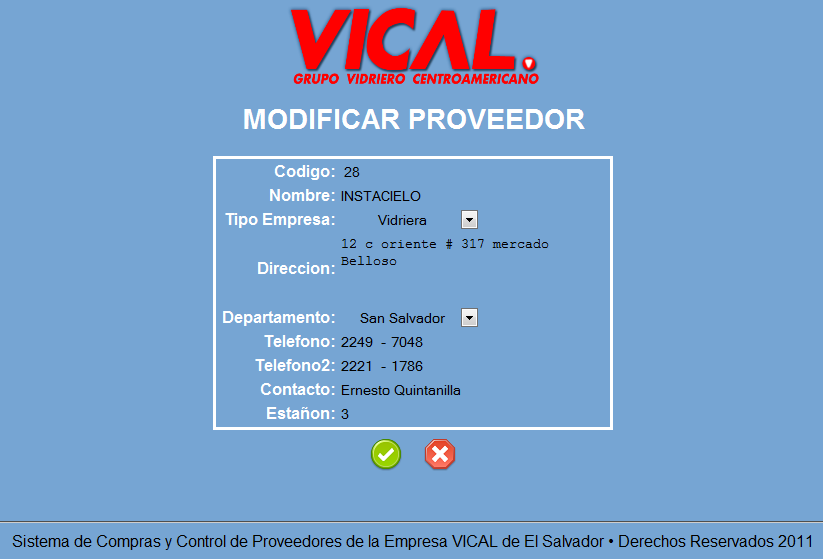 VICAL.
GRUPO VIDRIERO CENTROAMERICANO
MODIFICAR PROVEEDOR
Codigo: 28
Nombre: INSTACIELO
Tipo Empresa: Vidriera
Direccion: 12 c oriente # 317 mercado
Belloso
Departamento: San Salvador
Telefono: 2249 - 7048
Telefono2: 2221 - 1786
Contacto: Ernesto Quintanilla
Estañon: 3
Sistema de Compras y Control de Proveedores de la Empresa VICAL de El Salvador • Derechos Reservados 2011